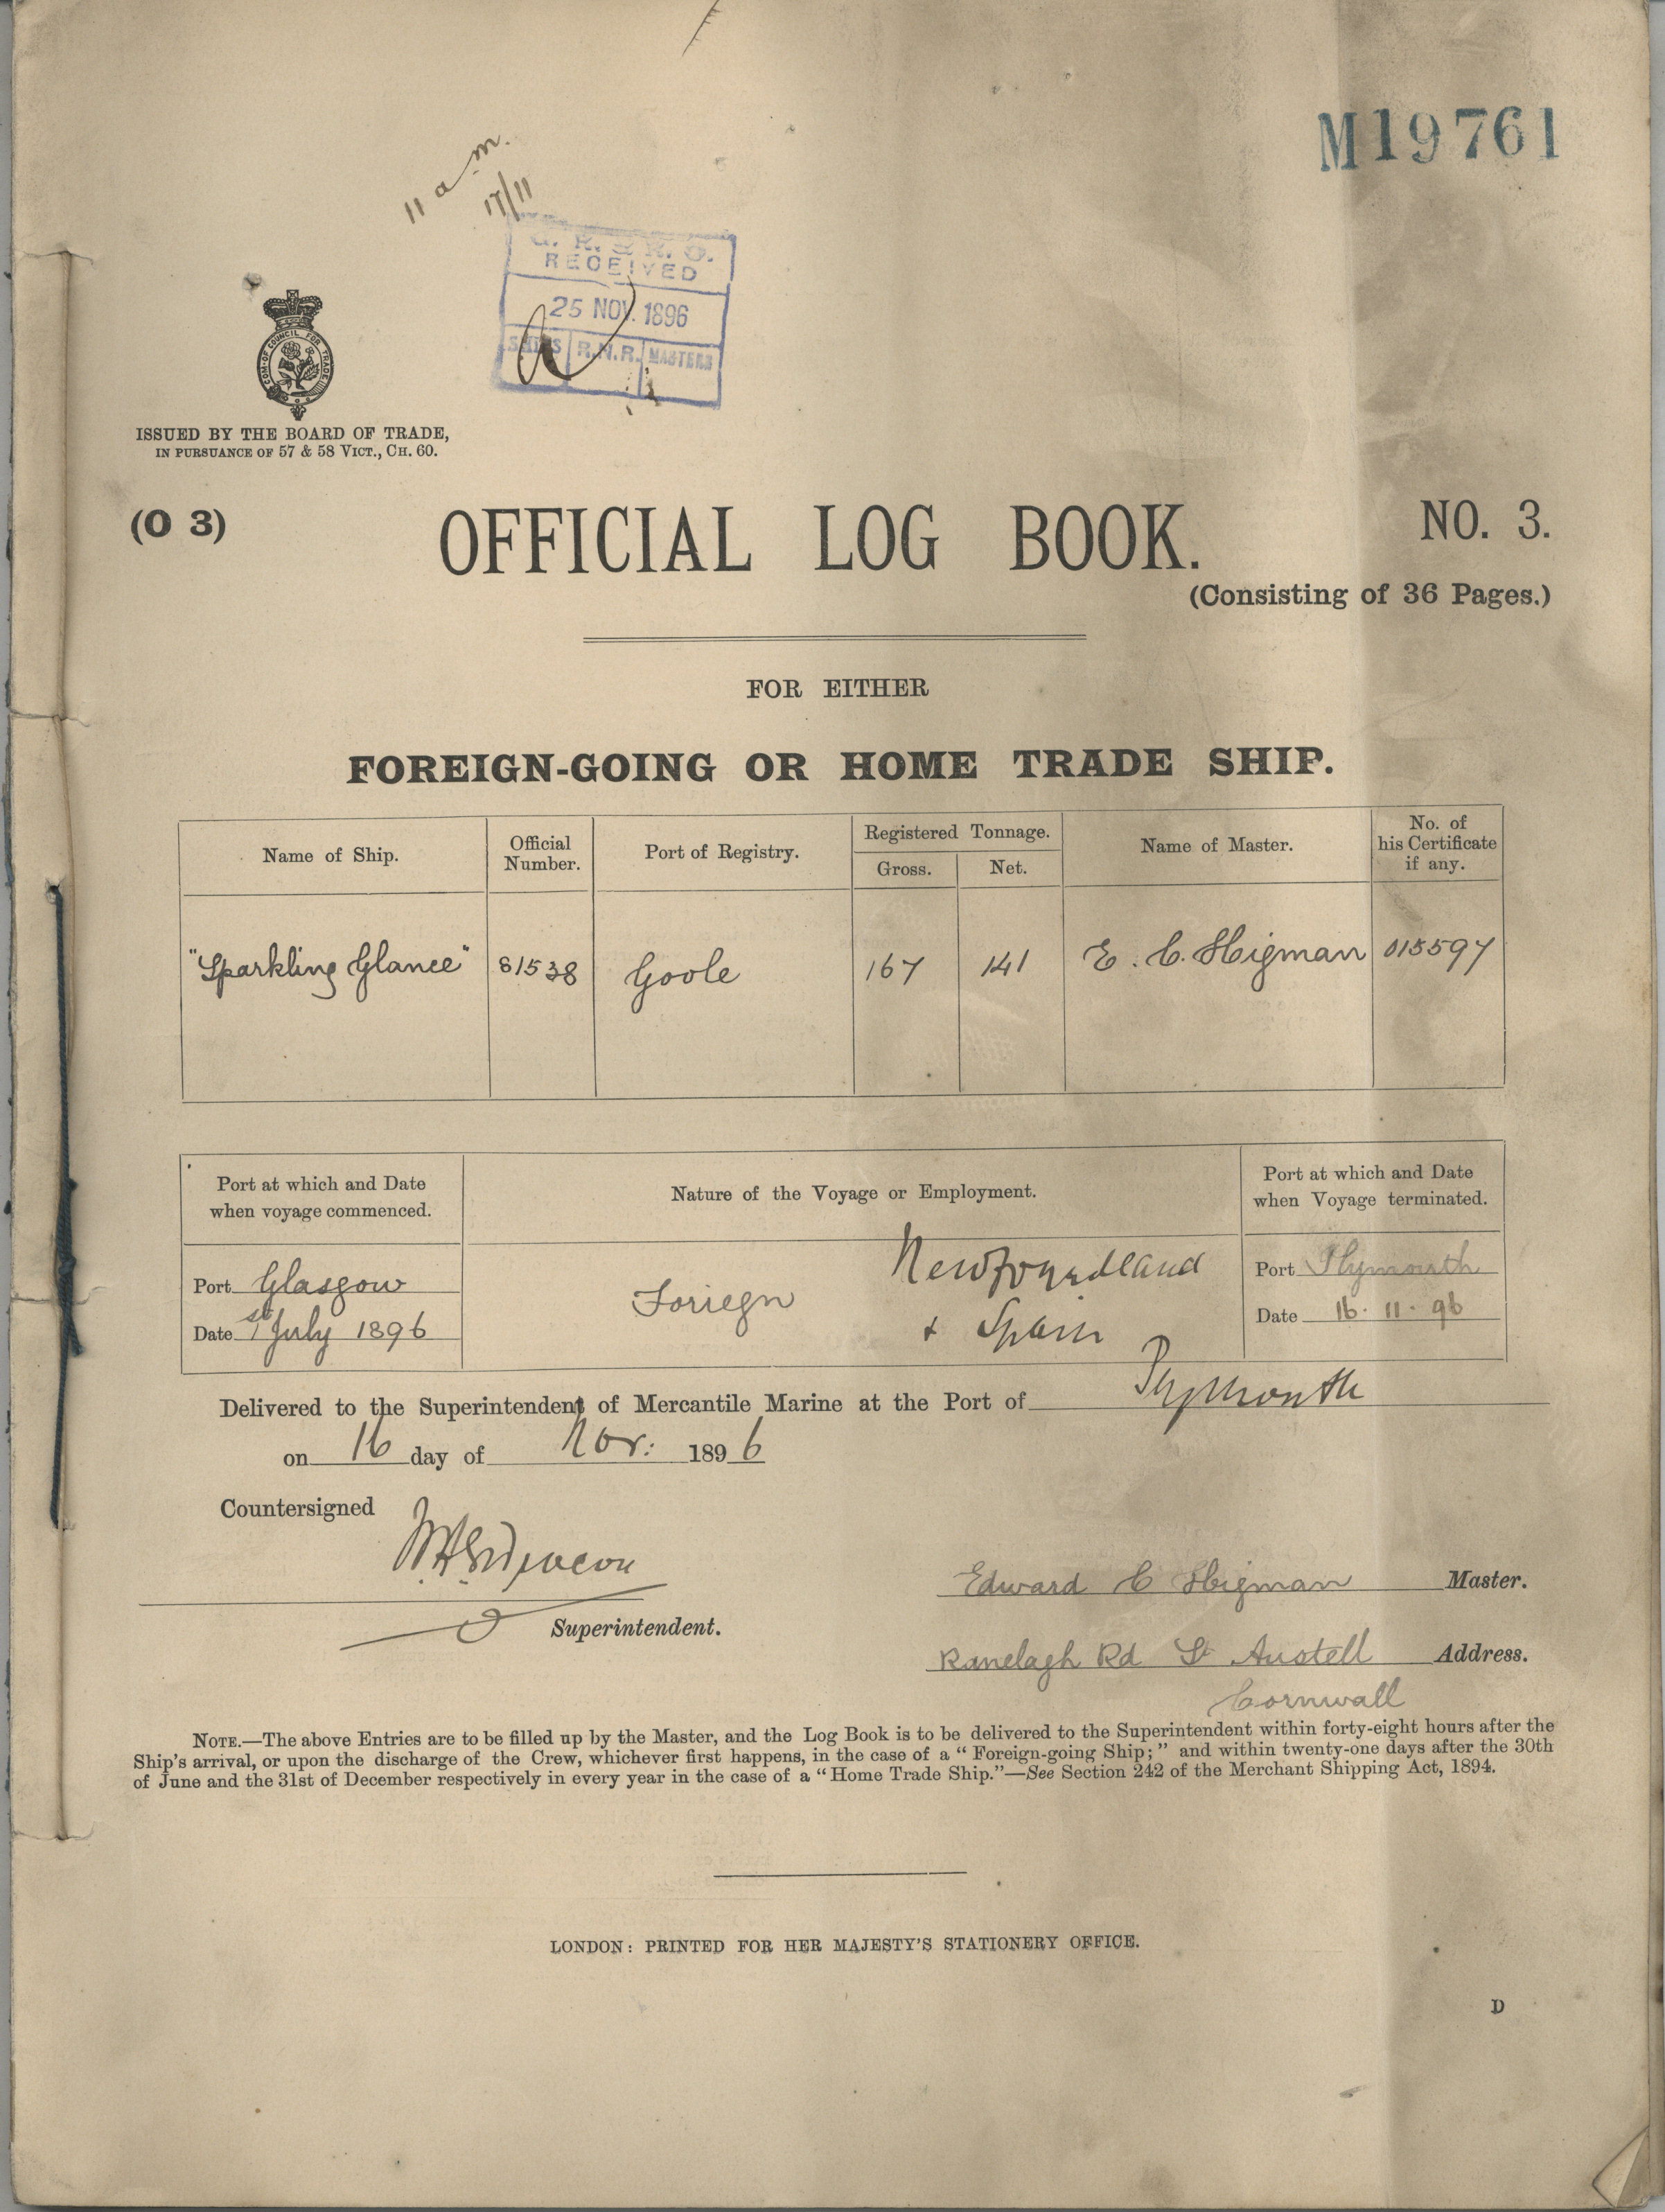 M19761
11 a.m.
17/11
G. R. & R. O.
RECEIVED
25 NOV. 1896
SHIPS R.N.R. MASTERS
COM. OF COUNCIL FOR TRADE
ISSUED BY THE BOARD OF TRADE,
IN PURSUANCE OF 57 & 58 VICT., CH. 60.
(O 3) OFFICIAL LOG BOOK. NO. 3.
(Consisting of 36 Pages.)
FOR EITHER
FOREIGN-GOING OR HOME TRADE SHIP.
Name of Ship. Official Number. Port of Registry. Registered Tonnage. Gross. Net. Name of Master. No. of his Certificate if any.
"Sparkling Glance" 81538 Goole 167 141 E. C. Higman 015597
Port at which and Date when voyage commenced. Nature of the Voyage or Employment. Port at which and Date when Voyage terminated.
Port Glasgow Foriegn Newfoundland Port Plymouth
Date 1st July 1896 + Spain Date 16.11.96
Delivered to the Superintendent of Mercantile Marine at the Port of Plymouth
on 16 day of Nov: 1896
Countersigned
Edward C Higman Master.
Superintendent.
Ranelagh Rd St Austell Address.
Cornwall
NOTE.—The above Entries are to be filled up by the Master, and the Log Book is to be delivered to the Superintendent within forty-eight hours after the
Ship's arrival, or upon the discharge of the Crew, whichever first happens, in the case of a "Foreign-going Ship;" and within twenty-one days after the 30th
of June and the 31st of December respectively in every year in the case of a "Home Trade Ship."—See Section 242 of the Merchant Shipping Act, 1894.
LONDON: PRINTED FOR HER MAJESTY'S STATIONERY OFFICE.
D